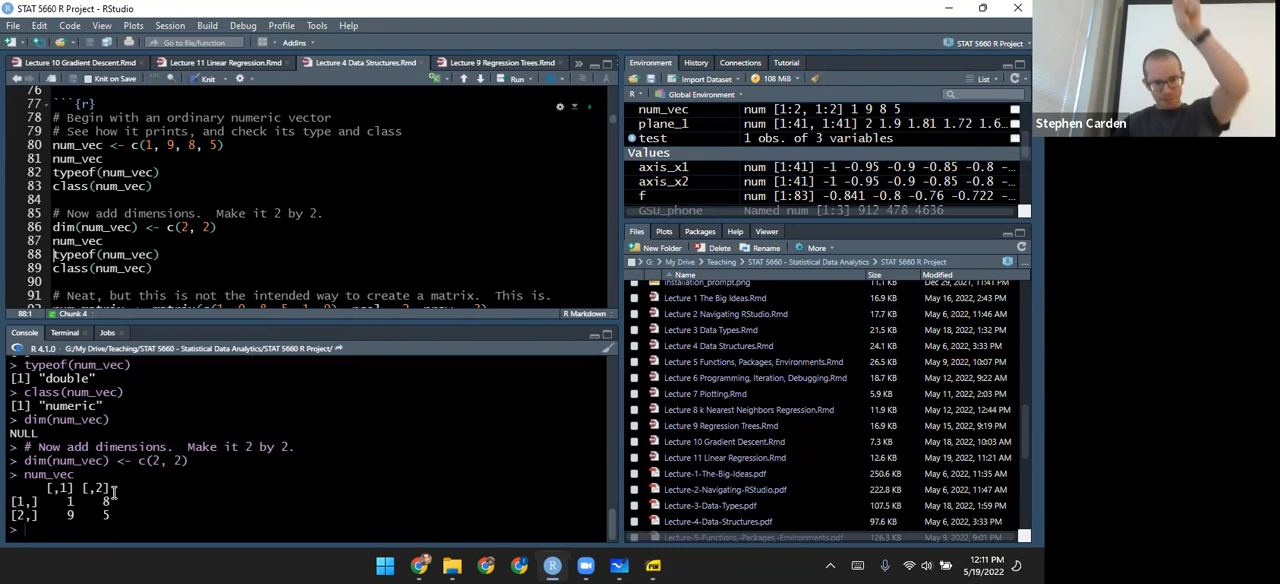 STAT 5660 R Project - RStudio
File Edit Code View Plots Session Build Debug Profile Tools Help
Go to file/function Addins STAT 5660 R Project
Lecture 10 Gradient Descent.Rmd Lecture 11 Linear Regression.Rmd Lecture 4 Data Structures.Rmd Lecture 9 Regression Trees.Rmd
Knit on Save Knit Run
76
77 ```{r}
78 # Begin with an ordinary numeric vector
79 # See how it prints, and check its type and class
80 num_vec <- c(1, 9, 8, 5)
81 num_vec
82 typeof(num_vec)
83 class(num_vec)
84
85 # Now add dimensions. Make it 2 by 2.
86 dim(num_vec) <- c(2, 2)
87 num_vec
88 typeof(num_vec)
89 class(num_vec)
90
91 # Neat, but this is not the intended way to create a matrix. This is.
88:1 Chunk 4 R Markdown
Console Terminal Jobs
R 4.1.0 · G:/My Drive/Teaching/STAT 5660 - Statistical Data Analytics/STAT 5660 R Project/
> typeof(num_vec)
[1] "double"
> class(num_vec)
[1] "numeric"
> dim(num_vec)
NULL
> # Now add dimensions. Make it 2 by 2.
> dim(num_vec) <- c(2, 2)
> num_vec
[,1] [,2]
[1,] 1 8
[2,] 9 5
>
Environment History Connections Tutorial
Import Dataset 108 MiB List
R Global Environment
num_vec num [1:2, 1:2] 1 9 8 5
plane_1 num [1:41, 1:41] 2 1.9 1.81 1.72 1.6...
test 1 obs. of 3 variables
Values
axis_x1 num [1:41] -1 -0.95 -0.9 -0.85 -0.8 -...
axis_x2 num [1:41] -1 -0.95 -0.9 -0.85 -0.8 -...
f num [1:83] -0.841 -0.8 -0.76 -0.722 ...
GSU_phone Named num [1:3] 912 478 4636
Files Plots Packages Help Viewer
New Folder Delete Rename More
G: My Drive Teaching STAT 5660 - Statistical Data Analytics STAT 5660 R Project
Name Size Modified
installation_prompt.png 11.1 KB Dec 29, 2021, 11:41 PM
Lecture 1 The Big Ideas.Rmd 16.9 KB May 16, 2022, 2:43 PM
Lecture 2 Navigating RStudio.Rmd 11.7 KB May 6, 2022, 11:46 AM
Lecture 3 Data Types.Rmd 21.5 KB May 18, 2022, 1:32 PM
Lecture 4 Data Structures.Rmd 24.1 KB May 6, 2022, 3:33 PM
Lecture 5 Functions, Packages, Environments.Rmd 26.5 KB May 9, 2022, 10:07 PM
Lecture 6 Programming, Iteration, Debugging.Rmd 18.7 KB May 12, 2022, 9:22 AM
Lecture 7 Plotting.Rmd 5.9 KB May 11, 2022, 2:03 PM
Lecture 8 k Nearest Neighbors Regression.Rmd 11.9 KB May 12, 2022, 12:44 PM
Lecture 9 Regression Trees.Rmd 16.9 KB May 15, 2022, 9:19 PM
Lecture 10 Gradient Descent.Rmd 7.3 KB May 18, 2022, 10:03 AM
Lecture 11 Linear Regression.Rmd 12.6 KB May 18, 2022, 10:21 AM
Lecture-1-The-Big-Ideas.pdf 250.6 KB May 6, 2022, 11:35 AM
Lecture-2-Navigating-RStudio.pdf 222.8 KB May 6, 2022, 11:47 AM
Lecture-3-Data-Types.pdf 107.5 KB May 18, 2022, 1:59 PM
Lecture-4-Data-Structures.pdf 97.6 KB May 6, 2022, 3:33 PM
Lecture-5-Functions,-Packages,-Environments.pdf 126.3 KB May 9, 2022, 9:01 PM
Stephen Carden
12:11 PM
5/19/2022